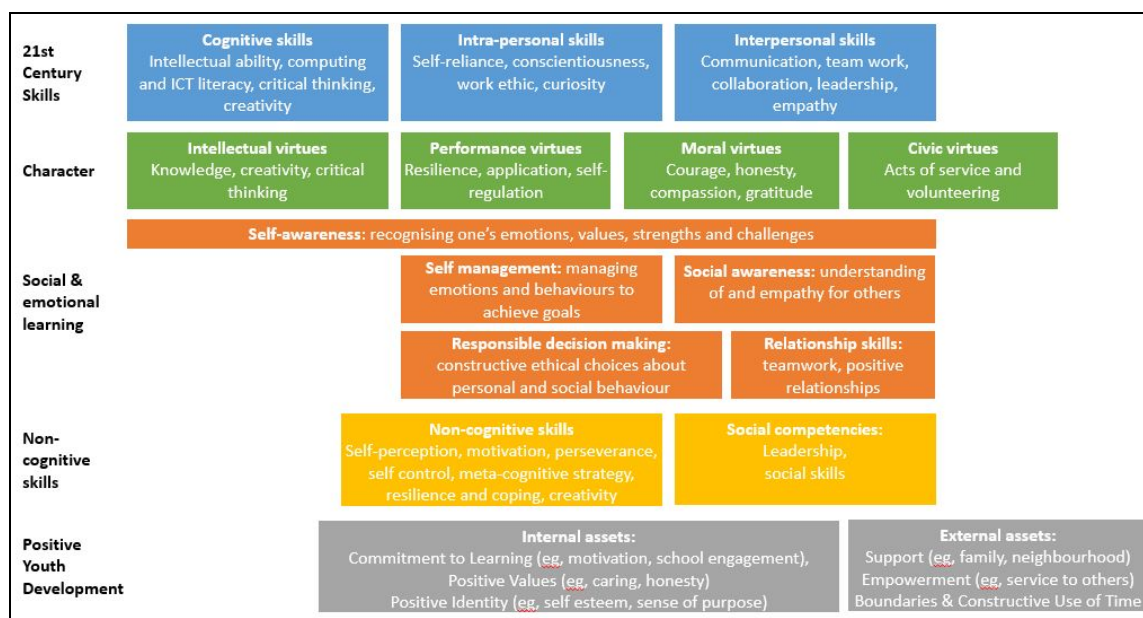 21st
Century
Skills
Cognitive skills
Intellectual ability, computing
and ICT literacy, critical thinking,
creativity
Intra-personal skills
Self-reliance, conscientiousness,
work ethic, curiosity
Interpersonal skills
Communication, team work,
collaboration, leadership,
empathy
Character
Intellectual virtues
Knowledge, creativity, critical
thinking
Performance virtues
Resilience, application, self-
regulation
Moral virtues
Courage, honesty,
compassion, gratitude
Civic virtues
Acts of service and
volunteering
Social &
emotional
learning
Self-awareness: recognising one's emotions, values, strengths and challenges
Self management: managing
emotions and behaviours to
achieve goals
Social awareness: understanding
of and empathy for others
Responsible decision making:
constructive ethical choices about
personal and social behaviour
Relationship skills:
teamwork, positive
relationships
Non-
cognitive
skills
Non-cognitive skills
Self-perception, motivation, perseverance,
self control, meta-cognitive strategy,
resilience and coping, creativity
Social competencies:
Leadership,
social skills
Positive
Youth
Development
Internal assets:
Commitment to Learning (eg, motivation, school engagement),
Positive Values (eg, caring, honesty)
Positive Identity (eg, self esteem, sense of purpose)
External assets:
Support (eg, family, neighbourhood)
Empowerment (eg, service to others)
Boundaries & Constructive Use of Time